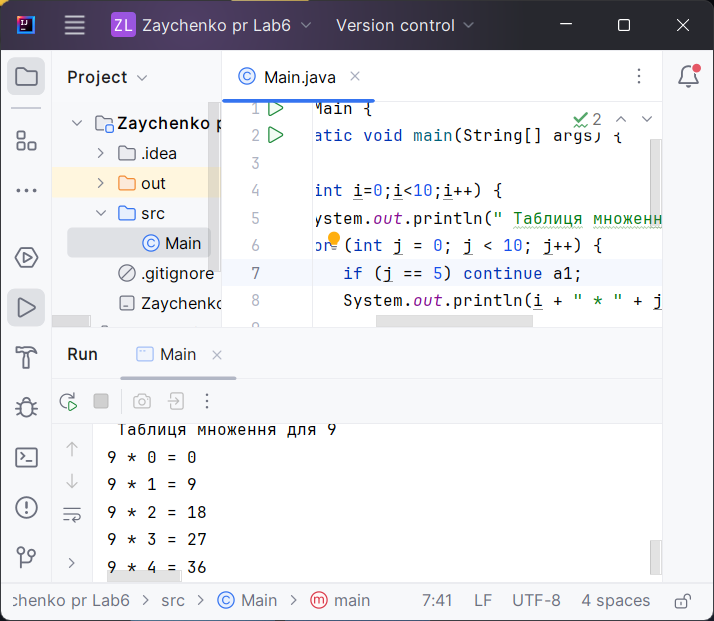 ZL Zaychenko pr Lab6 Version control
Project
Main.java
Zaychenko p
.idea
out
src
Main
.gitignore
Zaychenko
1 Main {
2 atic void main(String[] args) {
3
4 int i=0;i<10;i++) {
5 ystem.out.println(" Таблиця множенн
6 or (int j = 0; j < 10; j++) {
7 if (j == 5) continue a1;
8 System.out.println(i + " * " + j
2
Run Main
Таблиця множення для 9
9 * 0 = 0
9 * 1 = 9
9 * 2 = 18
9 * 3 = 27
9 * 4 = 36
chenko pr Lab6 > src > Main > main 7:41 LF UTF-8 4 spaces